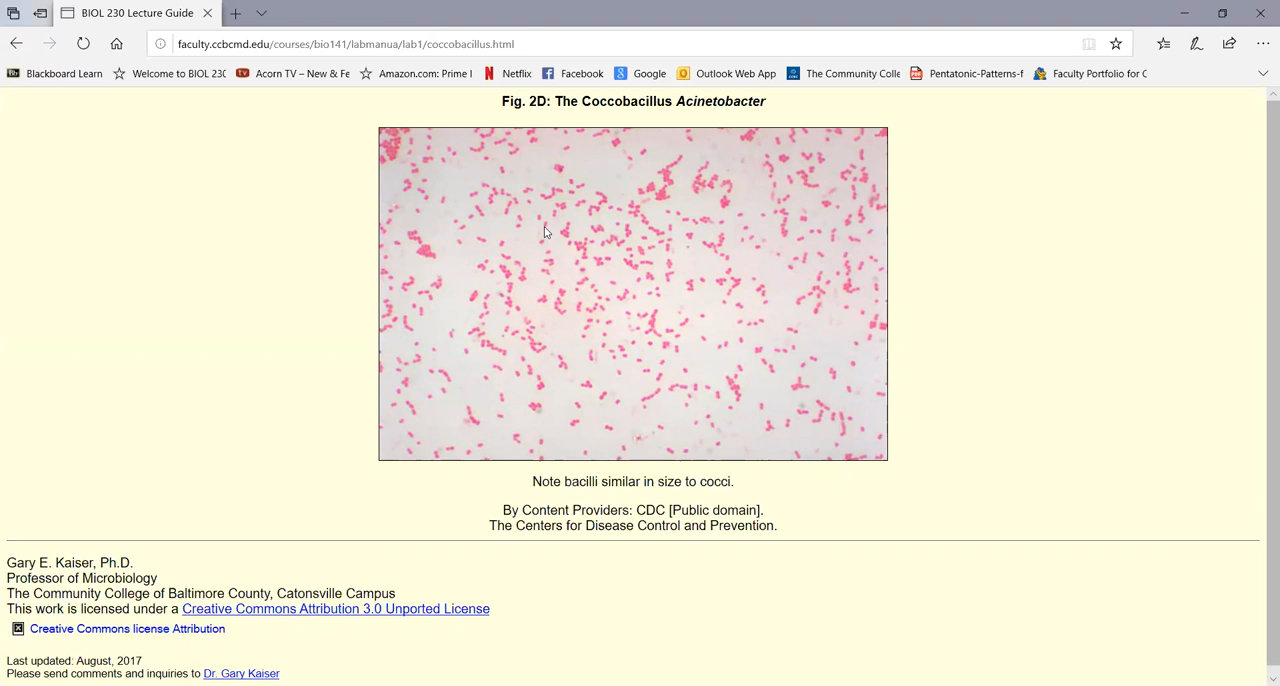 BIOL 230 Lecture Guide
faculty.ccbcmd.edu/courses/bio141/labmanua/lab1/coccobacillus.html
Blackboard Learn Welcome to BIOL 230 Acorn TV – New & Fe Amazon.com: Prime I Netflix Facebook Google Outlook Web App The Community Colle Pentatonic-Patterns-f Faculty Portfolio for C
Fig. 2D: The Coccobacillus Acinetobacter
Note bacilli similar in size to cocci.
By Content Providers: CDC [Public domain].
The Centers for Disease Control and Prevention.
Gary E. Kaiser, Ph.D.
Professor of Microbiology
The Community College of Baltimore County, Catonsville Campus
This work is licensed under a Creative Commons Attribution 3.0 Unported License
Creative Commons license Attribution
Last updated: August, 2017
Please send comments and inquiries to Dr. Gary Kaiser